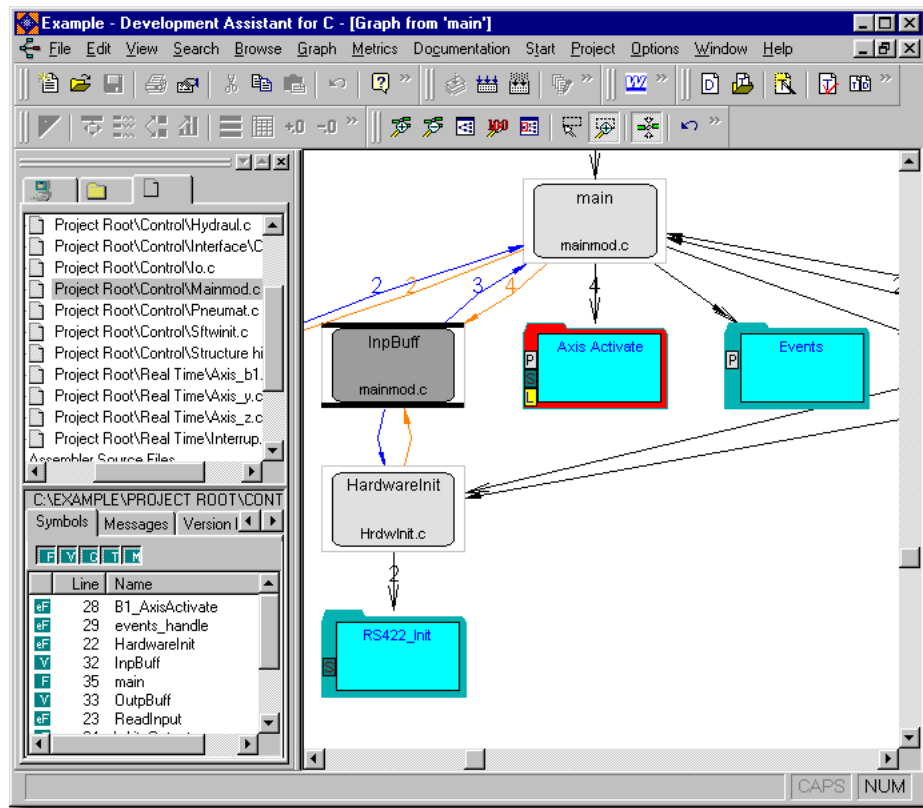 Example - Development Assistant for C - [Graph from 'main']
File Edit View Search Browse Graph Metrics Documentation Start Project Options Window Help
Project Root\Control\Hydraul.c
Project Root\Control\Interface\C
Project Root\Control\Io.c
Project Root\Control\Mainmod.c
Project Root\Control\Pneumat.c
Project Root\Control\Sftwinit.c
Project Root\Control\Structure hi
Project Root\Real Time\Axis_b1.
Project Root\Real Time\Axis_y.c
Project Root\Real Time\Axis_z.c
Project Root\Real Time\Interrup.
Assembler Source Files
C:\EXAMPLE\PROJECT ROOT\CONT
Symbols Messages Version
F V C T M
Line Name
eF 28 B1_AxisActivate
eF 29 events_handle
eF 22 HardwareInit
V 32 InpBuff
F 35 main
V 33 OutpBuff
eF 23 ReadInput
main
mainmod.c
2 2 3 4 4
InpBuff
mainmod.c
Axis Activate
P
S
L
Events
P
HardwareInit
HrdwInit.c
2
RS422_Init
S
CAPS NUM